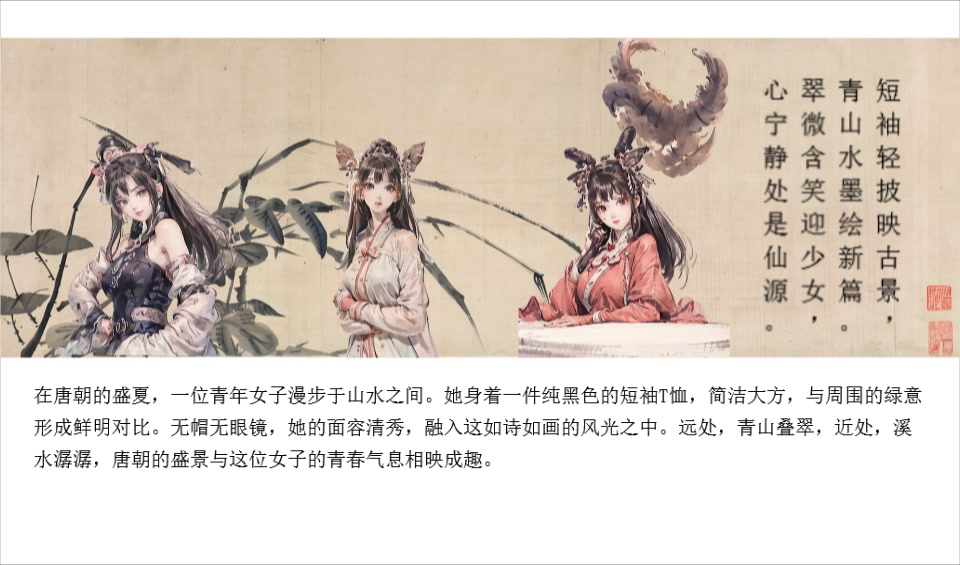 短袖轻披映古景，
青山水墨绘新篇。
翠微含笑迎少女，
心宁静处是仙源。
在唐朝的盛夏，一位青年女子漫步于山水之间。她身着一件纯黑色的短袖T恤，简洁大方，与周围的绿意
形成鲜明对比。无帽无眼镜，她的面容清秀，融入这如诗如画的风光之中。远处，青山叠翠，近处，溪
水潺潺，唐朝的盛景与这位女子的青春气息相映成趣。